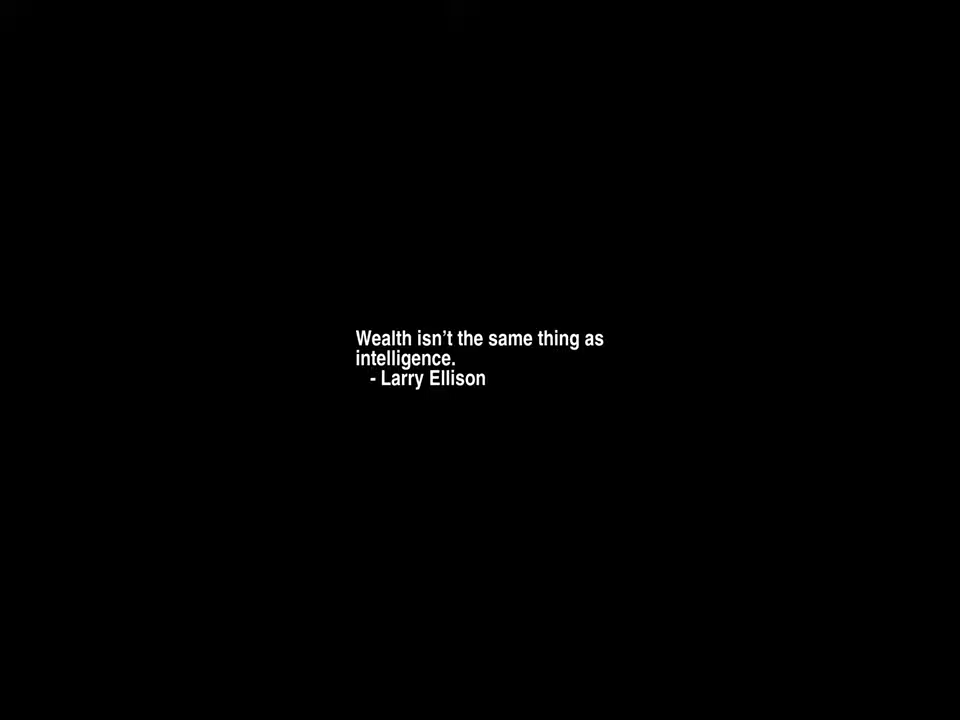 Wealth isn’t the same thing as
intelligence.
- Larry Ellison